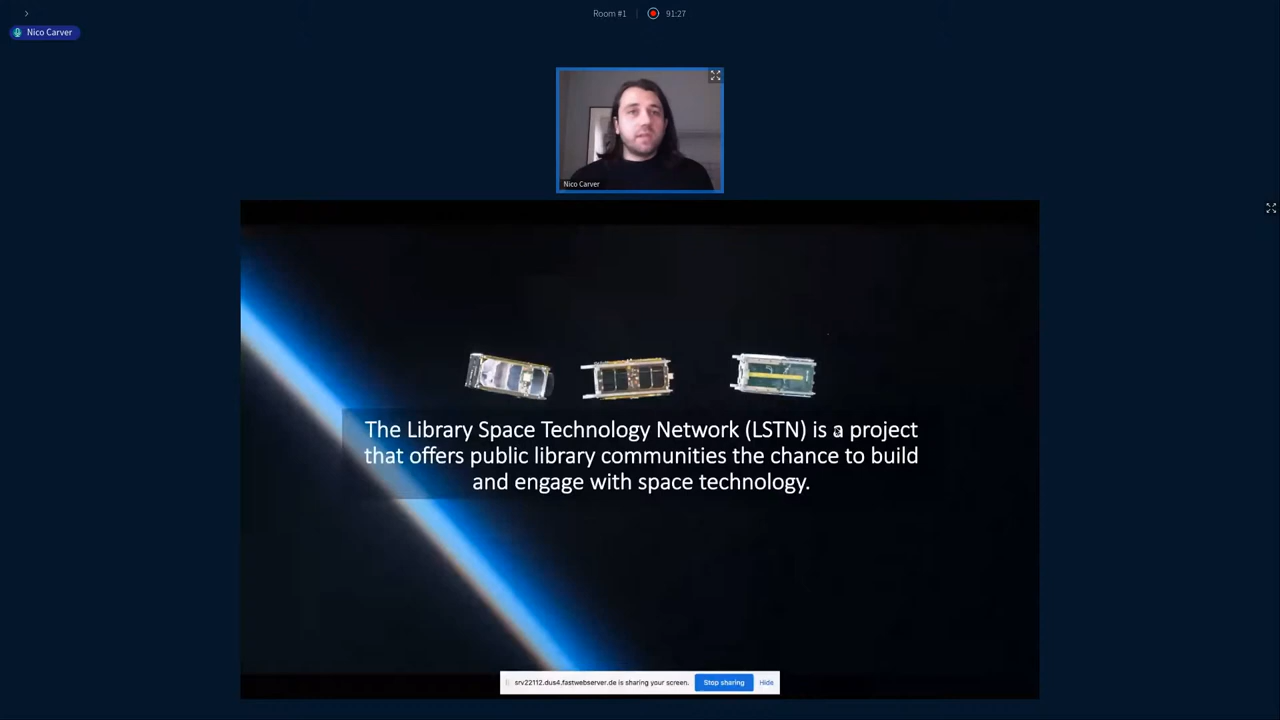 Room #1
91:27
Nico Carver
Nico Carver
The Library Space Technology Network (LSTN) is a project
that offers public library communities the chance to build
and engage with space technology.
srv22112.dus4.fastwebserver.de is sharing your screen.
Stop sharing
Hide